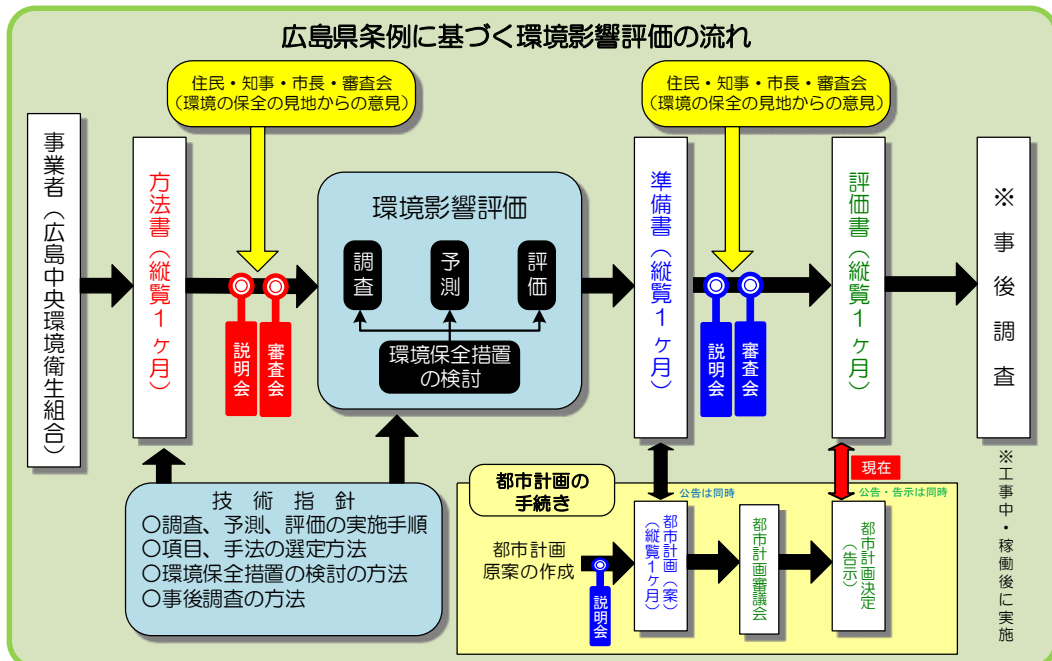 広島県条例に基づく環境影響評価の流れ
住民・知事・市長・審査会
(環境の保全の見地からの意見)
住民・知事・市長・審査会
(環境の保全の見地からの意見)
事業者(広島中央環境衛生組合)
方法書(縦覧1ヶ月)
説明会
審査会
環境影響評価
調査
予測
評価
環境保全措置
の検討
準備書(縦覧1ヶ月)
説明会
審査会
評価書(縦覧1ヶ月)
※事後調査
※工事中・稼働後に実施
技術指針
○調査、予測、評価の実施手順
○項目、手法の選定方法
○環境保全措置の検討の方法
○事後調査の方法
都市計画の
手続き
公告は同時
現在
公告・告示は同時
都市計画
原案の作成
説明会
都市計画(案)
(縦覧1ヶ月)
都市計画審議会
都市計画決定
(告示)